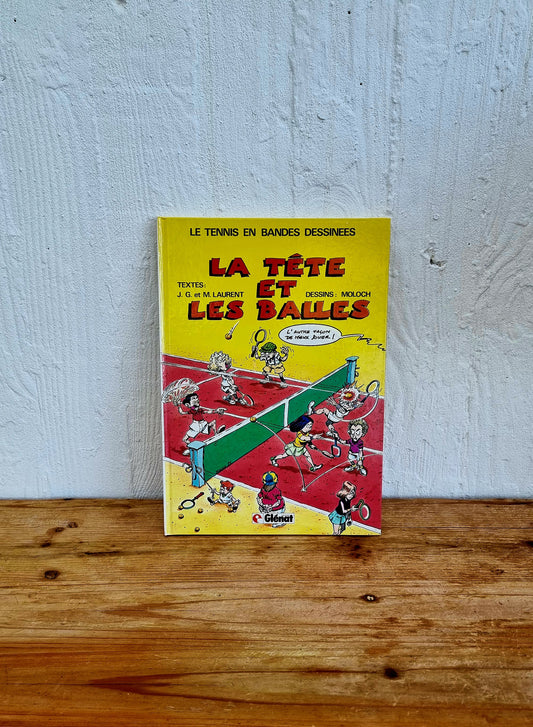 LE TENNIS EN BANDES DESSINEES
LA TÊTE
ET
LES BALLES
TEXTES:
J. G. et M. LAURENT
DESSINS: MOLOCH
L'AUTRE FAÇON
DE MIEUX JOUER!
Glénat